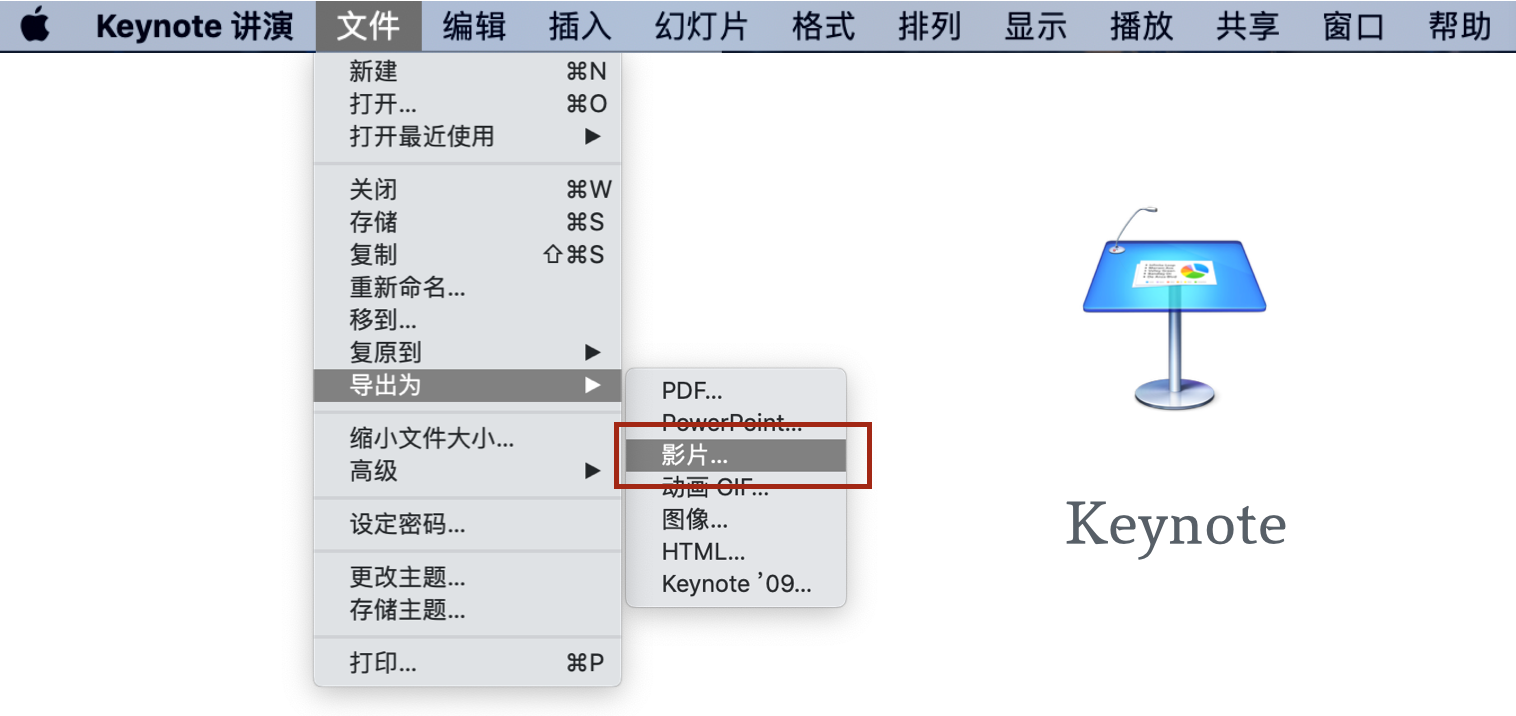 Keynote 讲演 文件 编辑 插入 幻灯片 格式 排列 显示 播放 共享 窗口 帮助
新建 ⌘N
打开... ⌘O
打开最近使用 ▶
关闭 ⌘W
存储 ⌘S
复制 ⇧⌘S
重新命名...
移到...
复原到 ▶
导出为 ▶
缩小文件大小...
高级 ▶
设定密码...
更改主题...
存储主题...
打印... ⌘P
PDF...
PowerPoint...
影片...
动画 GIF...
图像...
HTML...
Keynote ’09...
Keynote